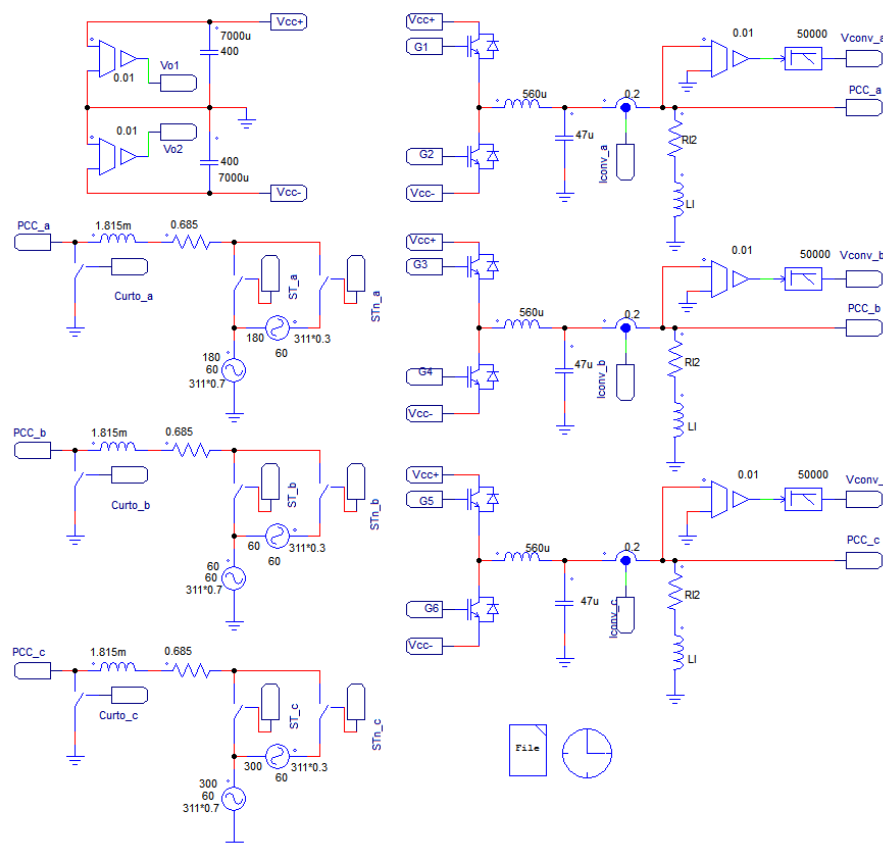 Vcc+
7000u
400
0.01
Vo1
0.01
Vo2
400
7000u
Vcc-
PCC_a
1.815m
0.685
Curto_a
ST_a
STn_a
180
60
311*0.3
180
60
311*0.7
PCC_b
1.815m
0.685
Curto_b
ST_b
STn_b
60
60
311*0.3
60
60
311*0.7
PCC_c
1.815m
0.685
Curto_c
ST_c
STn_c
300
60
311*0.3
300
60
311*0.7
Vcc+
G1
G2
Vcc-
560u
47u
0.2
Iconv_a
0.01
50000
Vconv_a
PCC_a
Rl2
Ll
Vcc+
G3
G4
Vcc-
560u
47u
0.2
Iconv_b
0.01
50000
Vconv_b
PCC_b
Rl2
Ll
Vcc+
G5
G6
Vcc-
560u
47u
0.2
Iconv_c
0.01
50000
Vconv_
PCC_c
Rl2
Ll
File